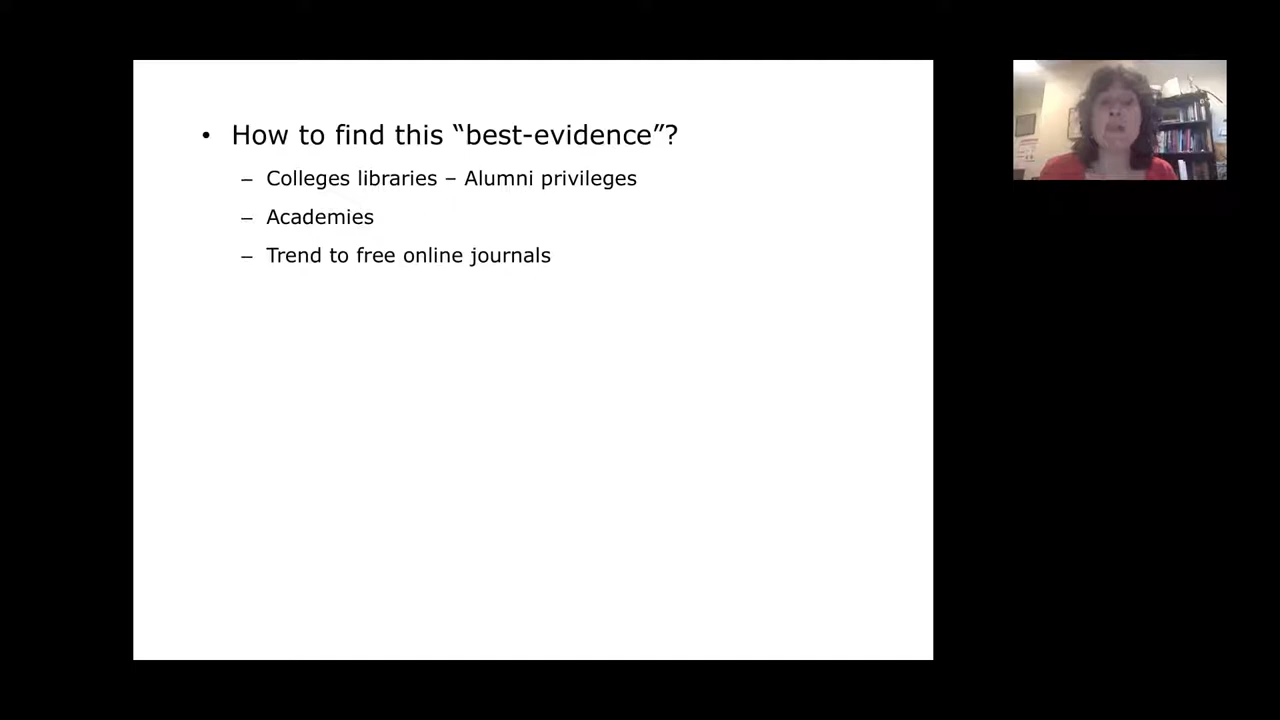 • How to find this “best-evidence”?
– Colleges libraries – Alumni privileges
– Academies
– Trend to free online journals